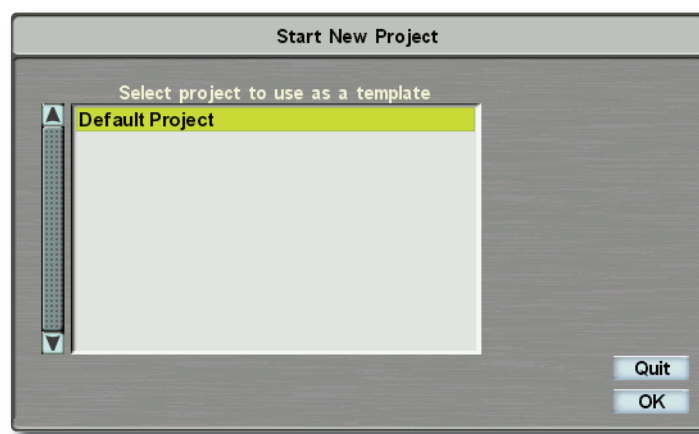 Start New Project
Select project to use as a template
Default Project
Quit
OK